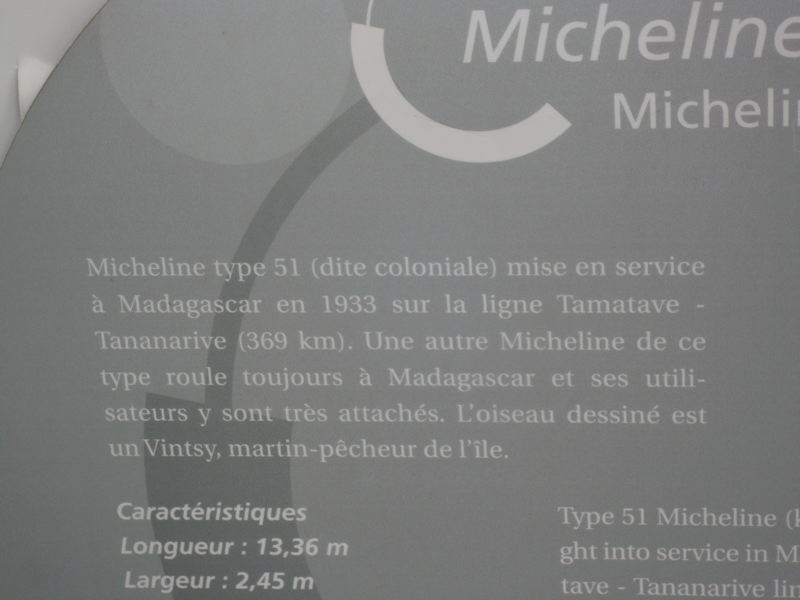 Micheline
Micheli
Micheline type 51 (dite coloniale) mise en service
à Madagascar en 1933 sur la ligne Tamatave -
Tananarive (369 km). Une autre Micheline de ce
type roule toujours à Madagascar et ses utili-
sateurs y sont très attachés. L'oiseau dessiné est
un Vintsy, martin-pêcheur de l'île.
Caractéristiques
Longueur : 13,36 m
Largeur : 2,45 m
Type 51 Micheline (
ght into service in M
tave - Tananarive lin